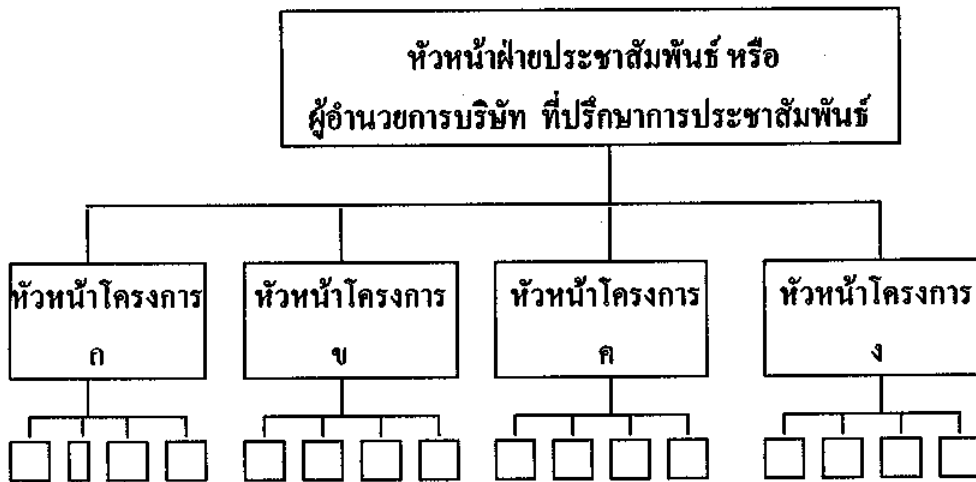 หัวหน้าฝ่ายประชาสัมพันธ์ หรือ
ผู้อำนวยการบริษัท ที่ปรึกษาการประชาสัมพันธ์
หัวหน้าโครงการ
ก
หัวหน้าโครงการ
ข
หัวหน้าโครงการ
ค
หัวหน้าโครงการ
ง